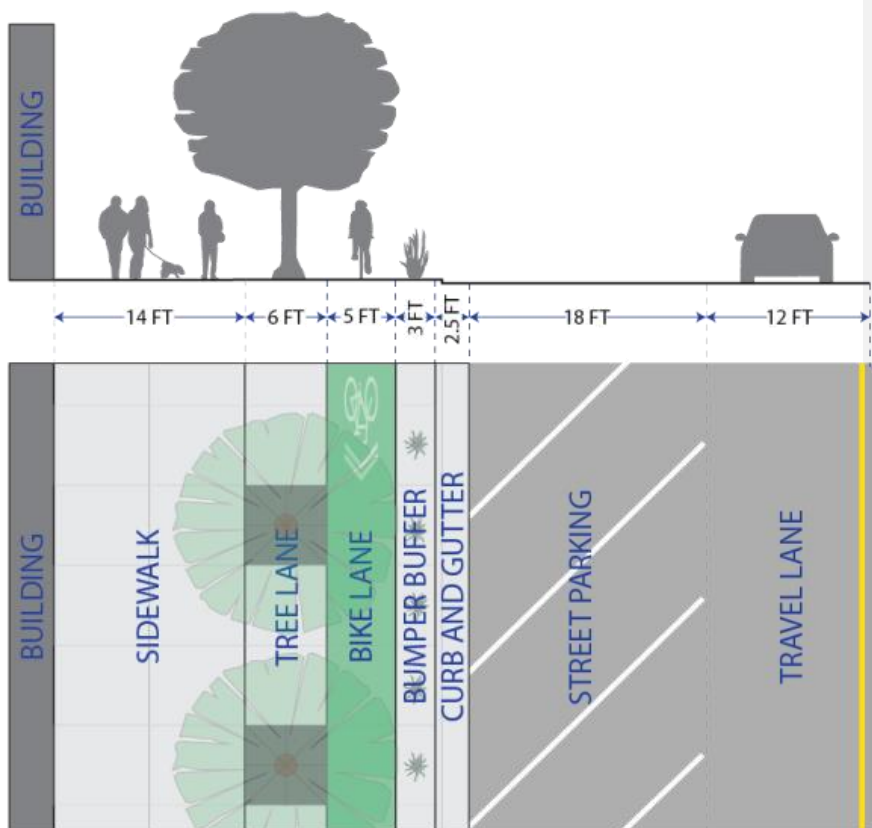 BUILDING
14 FT
6 FT
5 FT
3 FT
2.5 FT
18 FT
12 FT
BUILDING
SIDEWALK
TREE LANE
BIKE LANE
BUMPER BUFFER
CURB AND GUTTER
STREET PARKING
TRAVEL LANE